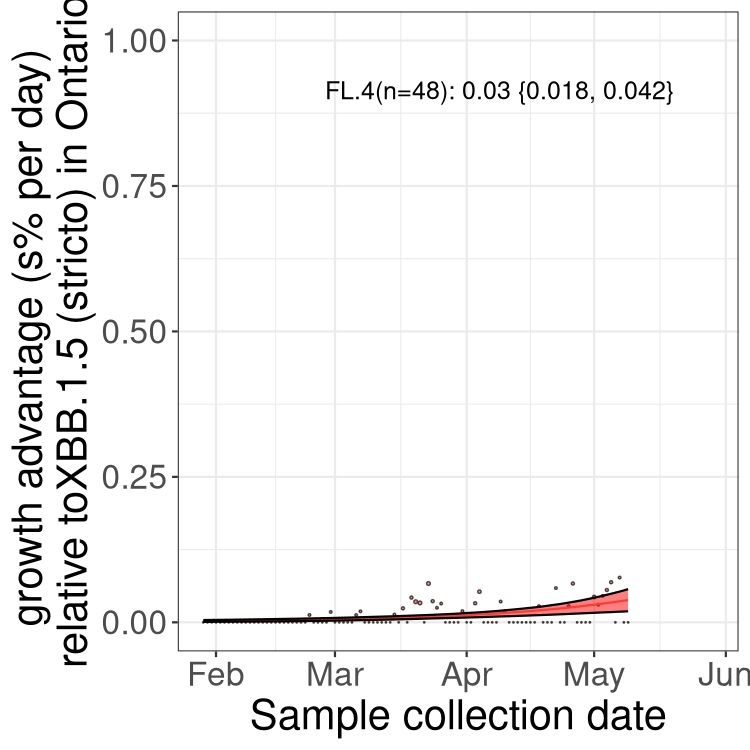 growth advantage (s% per day)
relative toXBB.1.5 (stricto) in Ontario
1.00
0.75
0.50
0.25
0.00
FL.4(n=48): 0.03 {0.018, 0.042}
Feb Mar Apr May Jun
Sample collection date